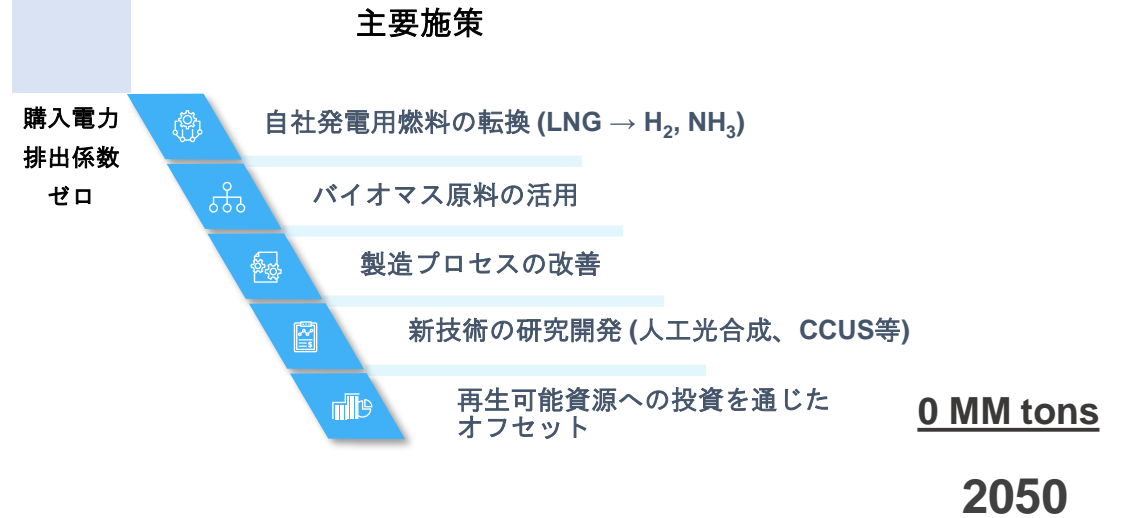 主要施策
購入電力
排出係数
ゼロ
自社発電用燃料の転換 (LNG → H₂, NH₃)
バイオマス原料の活用
製造プロセスの改善
新技術の研究開発 (人工光合成、CCUS等)
再生可能資源への投資を通じた
オフセット
0 MM tons
2050